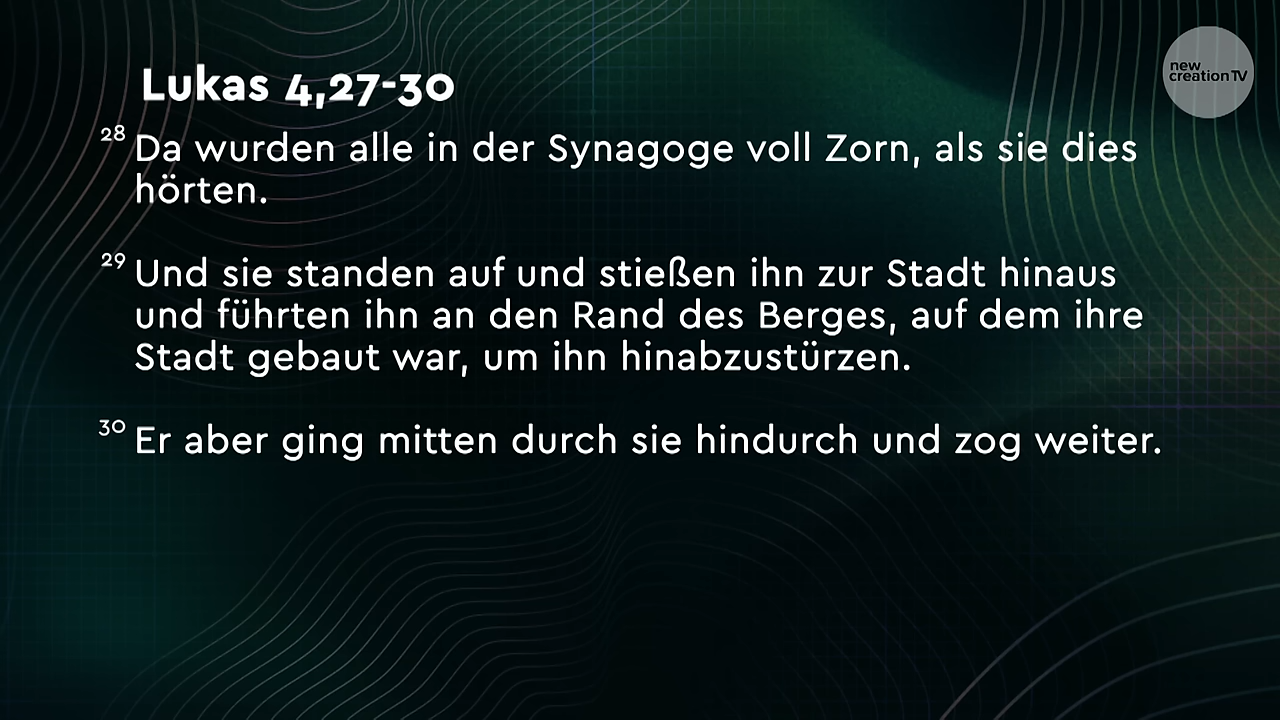 new
creation TV
Lukas 4,27-30
28 Da wurden alle in der Synagoge voll Zorn, als sie dies
hörten.
29 Und sie standen auf und stießen ihn zur Stadt hinaus
und führten ihn an den Rand des Berges, auf dem ihre
Stadt gebaut war, um ihn hinabzustürzen.
30 Er aber ging mitten durch sie hindurch und zog weiter.